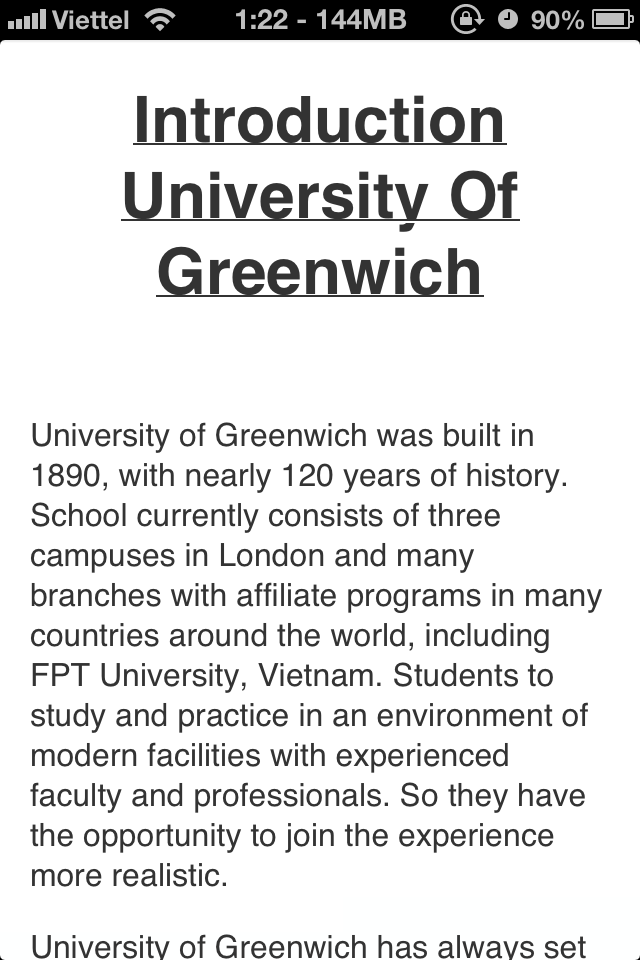 Viettel 1:22 - 144MB 90%
Introduction
University Of
Greenwich
University of Greenwich was built in
1890, with nearly 120 years of history.
School currently consists of three
campuses in London and many
branches with affiliate programs in many
countries around the world, including
FPT University, Vietnam. Students to
study and practice in an environment of
modern facilities with experienced
faculty and professionals. So they have
the opportunity to join the experience
more realistic.
University of Greenwich has always set